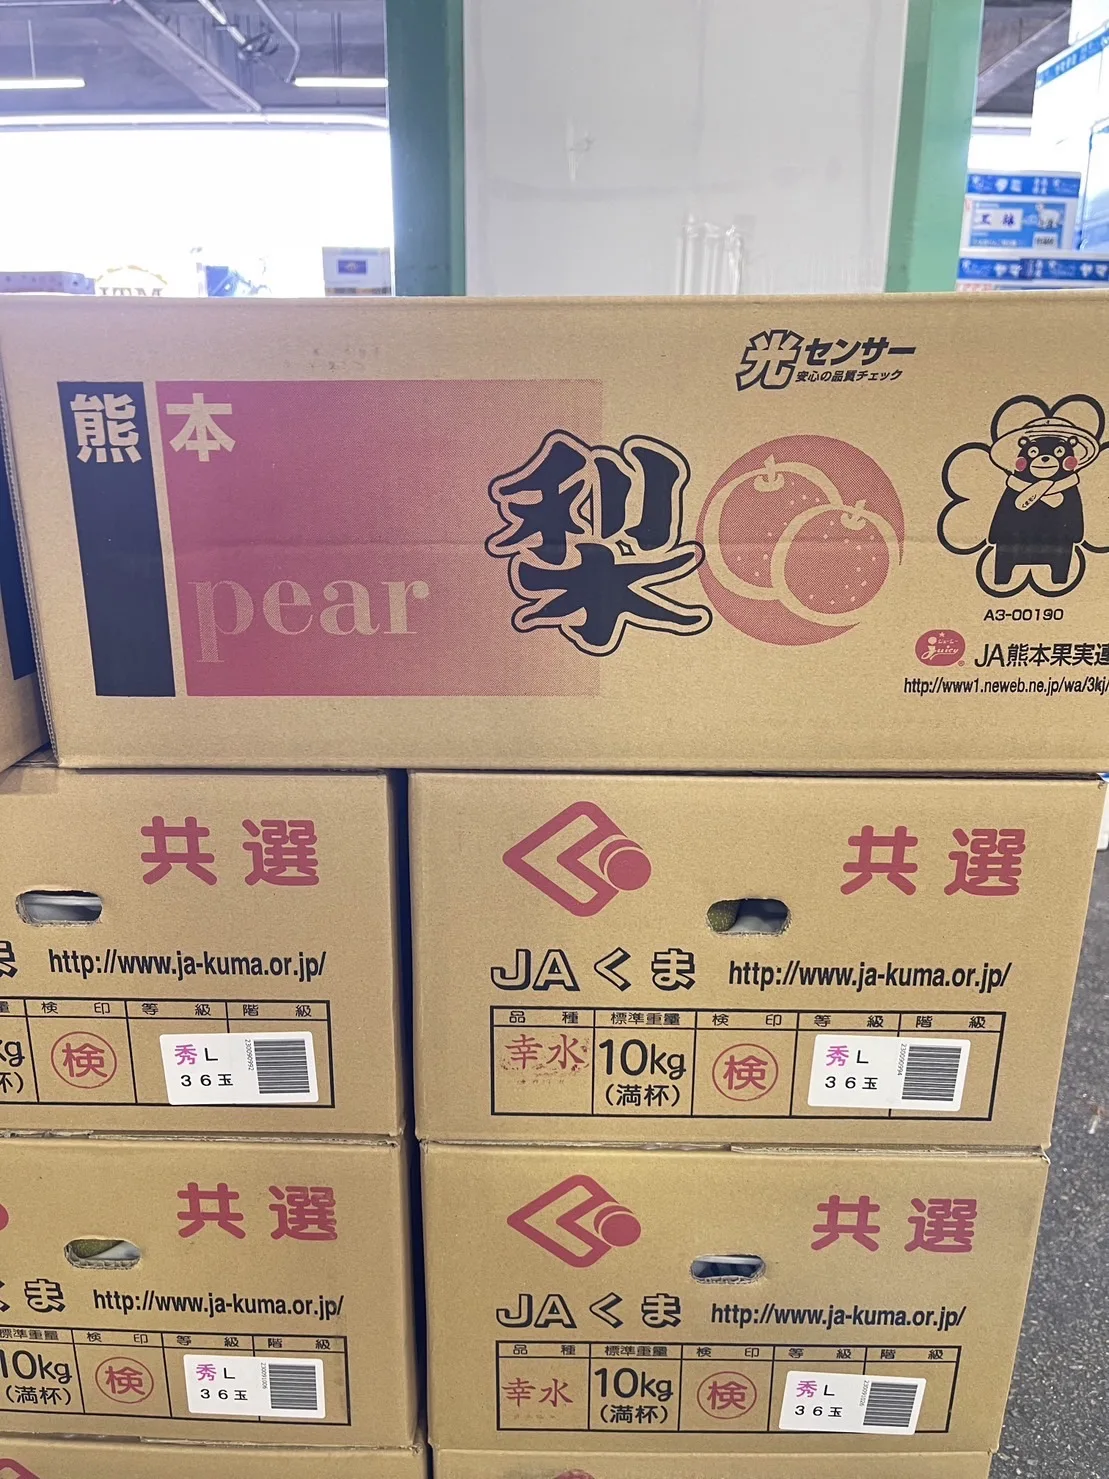 光センサー
安心の品質チェック
熊本
pear
梨
A3-00190
juicy
JA熊本果実連
http://www1.neweb.ne.jp/wa/3kj/
共選
http://www.ja-kuma.or.jp/
検印 等級 階級
検
秀L
36玉
共選
JAくま http://www.ja-kuma.or.jp/
品種 標準重量 検印 等級 階級
幸水 10kg (満杯) 検
秀L
36玉
共選
くま http://www.ja-kuma.or.jp/
標準重量 検印 等級 階級
10kg (満杯) 検
秀L
36玉
共選
JAくま http://www.ja-kuma.or.jp/
品種 標準重量 検印 等級 階級
幸水 10kg (満杯) 検
秀L
36玉